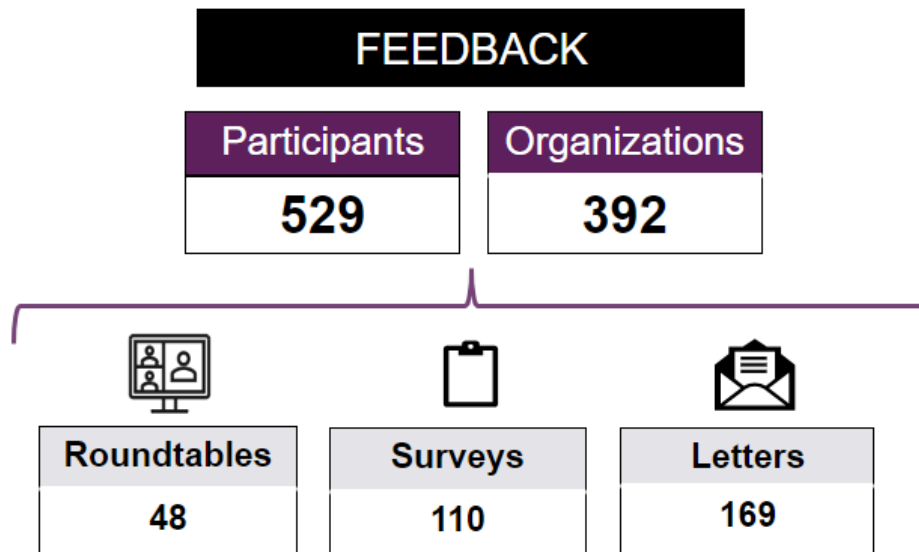 FEEDBACK
Participants Organizations
529 392
Roundtables Surveys Letters
48 110 169